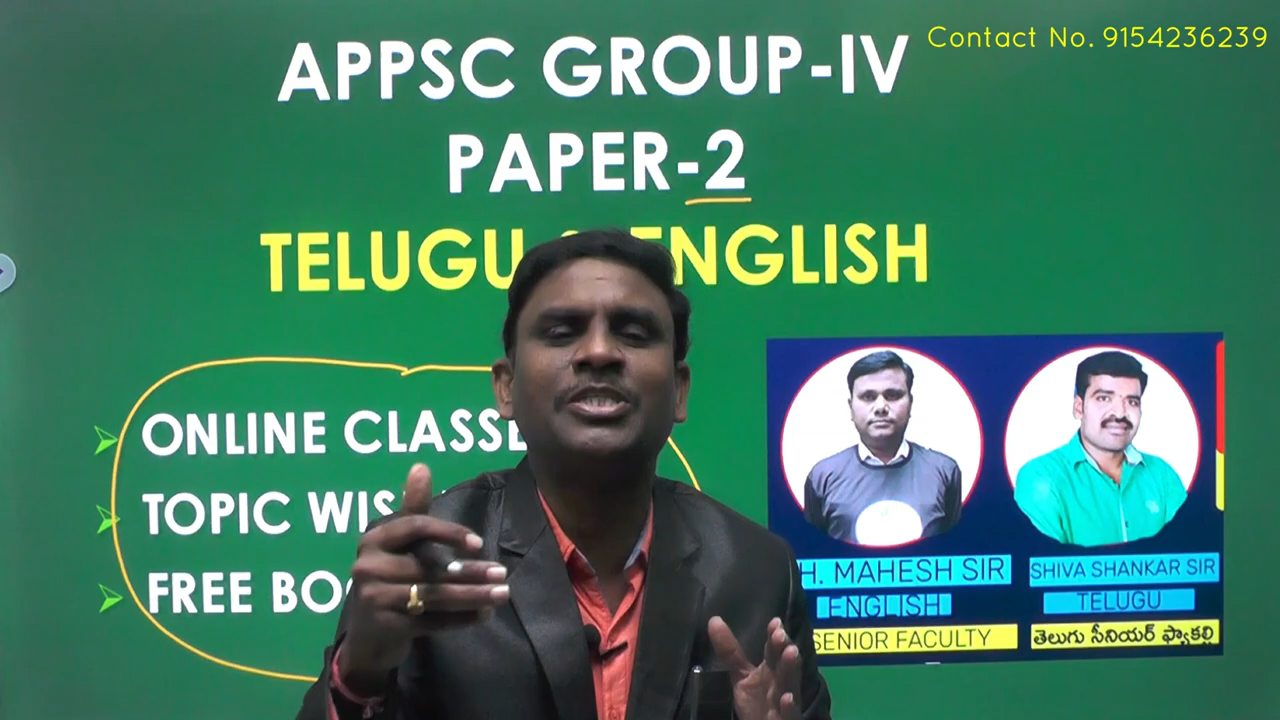 Contact No. 9154236239
APPSC GROUP-IV
PAPER-2
TELUGU ENGLISH
ONLINE
TOPIC
FREE
H. MAHESH SIR
ENGLISH
SENIOR FACULTY
SHIVA SHANKAR SIR
TELUGU
తెలుగు సీనియర్ ఫ్యాకల్టి